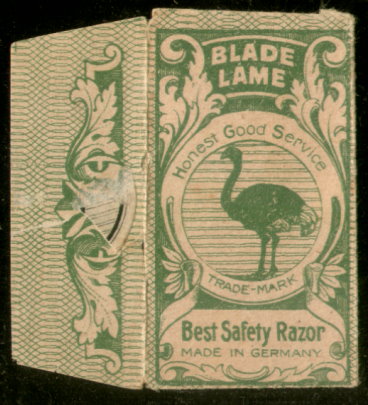 BLADE
LAME
Honest Good Service
TRADE-MARK
Best Safety Razor
MADE IN GERMANY